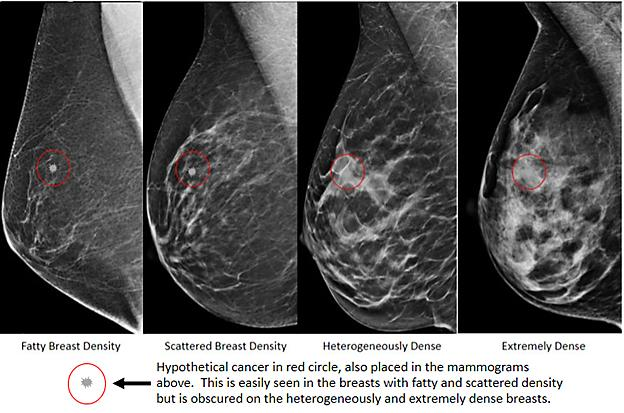 Fatty Breast Density
Scattered Breast Density
Heterogeneously Dense
Extremely Dense
Hypothetical cancer in red circle, also placed in the mammograms
above. This is easily seen in the breasts with fatty and scattered density
but is obscured on the heterogeneously and extremely dense breasts.